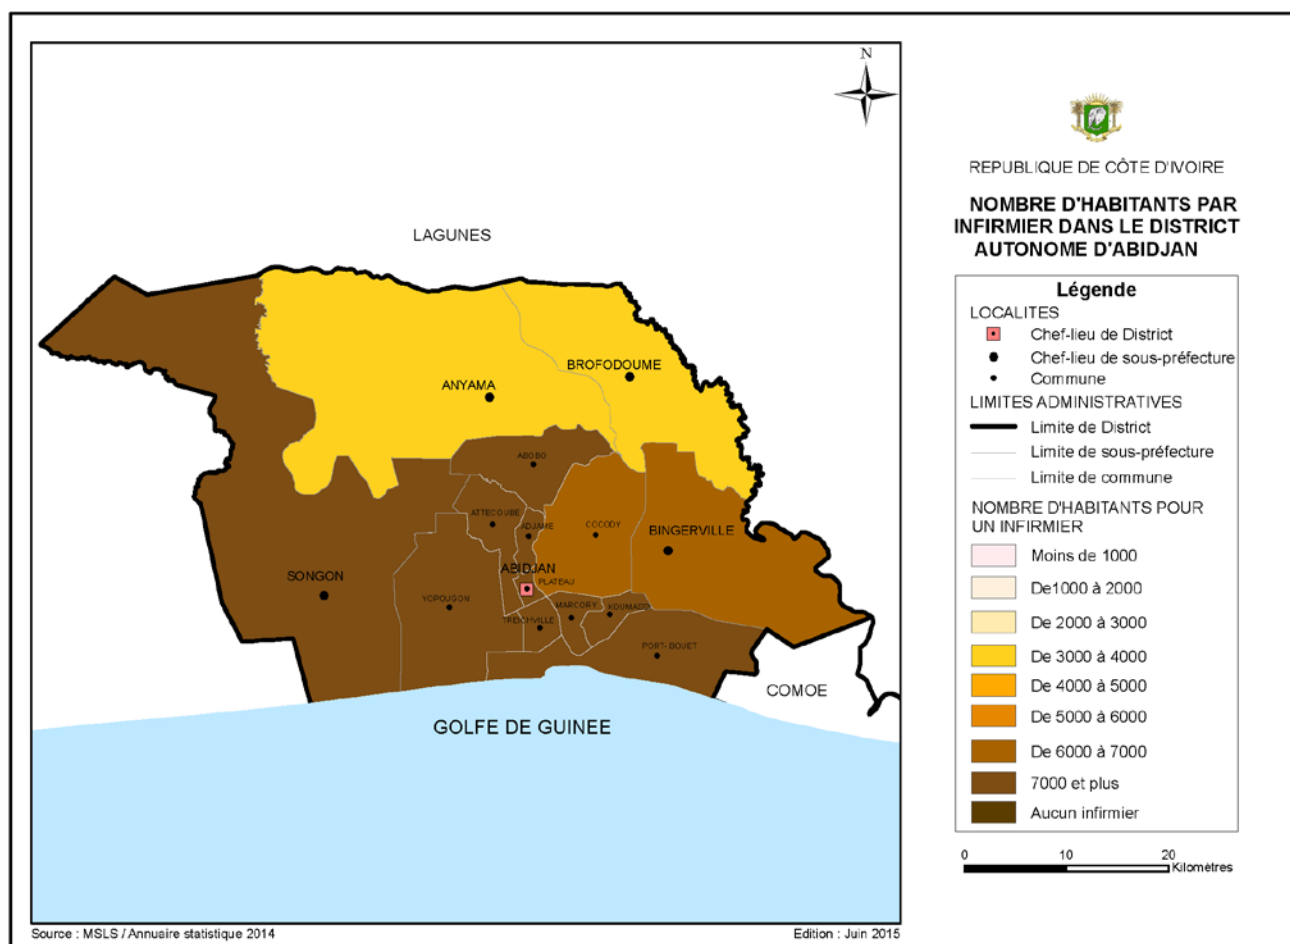 N
LAGUNES
BROFODOUME
ANYAMA
ABOBO
ATTECOUBE
ADJAME
COCODY
BINGERVILLE
ABIDJAN
PLATEAU
SONGON
YOPOUGON
MARCORY
KOUMASSI
TREICHVILLE
PORT-BOUET
COMOE
GOLFE DE GUINEE
Source : MSLS / Annuaire statistique 2014
Edition : Juin 2015
REPUBLIQUE DE CÔTE D'IVOIRE
NOMBRE D'HABITANTS PAR
INFIRMIER DANS LE DISTRICT
AUTONOME D'ABIDJAN
Légende
LOCALITES
Chef-lieu de District
Chef-lieu de sous-préfecture
Commune
LIMITES ADMINISTRATIVES
Limite de District
Limite de sous-préfecture
Limite de commune
NOMBRE D'HABITANTS POUR
UN INFIRMIER
Moins de 1000
De1000 à 2000
De 2000 à 3000
De 3000 à 4000
De 4000 à 5000
De 5000 à 6000
De 6000 à 7000
7000 et plus
Aucun infirmier
0 10 20
Kilomètres